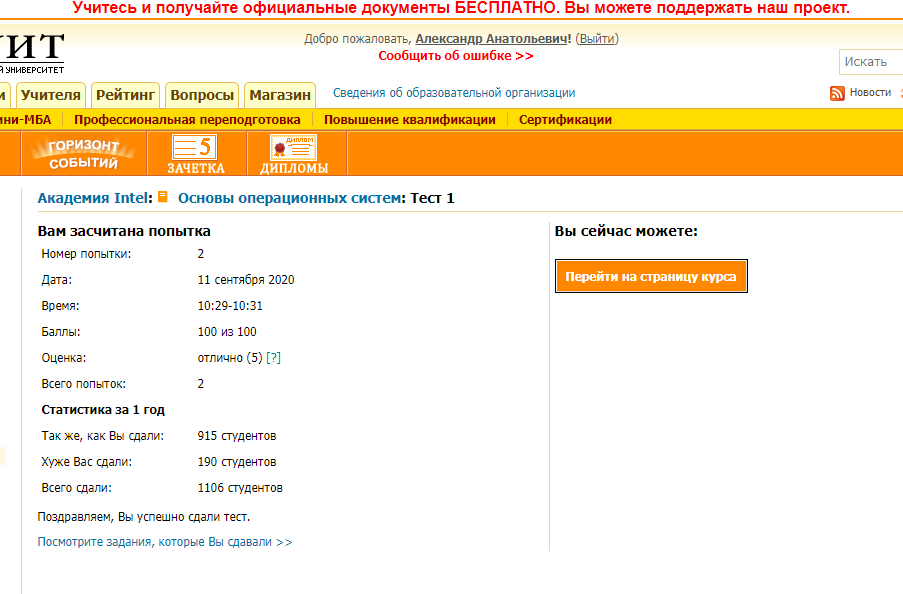 Учитесь и получайте официальные документы БЕСПЛАТНО. Вы можете поддержать наш проект.
Добро пожаловать, Александр Анатольевич! (Выйти)
Сообщить об ошибке >>
УИТ
Й УНИВЕРСИТЕТ
Искать
и Учителя Рейтинг Вопросы Магазин Сведения об образовательной организации Новости
ни-МБА Профессиональная переподготовка Повышение квалификации Сертификации
ГОРИЗОНТ СОБЫТИЙ
5 ЗАЧЕТКА
ДИПЛОМ ДИПЛОМЫ
Академия Intel: Основы операционных систем: Тест 1
Вам засчитана попытка
Номер попытки: 2
Дата: 11 сентября 2020
Время: 10:29-10:31
Баллы: 100 из 100
Оценка: отлично (5) [?]
Всего попыток: 2
Статистика за 1 год
Так же, как Вы сдали: 915 студентов
Хуже Вас сдали: 190 студентов
Всего сдали: 1106 студентов
Поздравляем, Вы успешно сдали тест.
Посмотрите задания, которые Вы сдавали >>
Вы сейчас можете:
Перейти на страницу курса